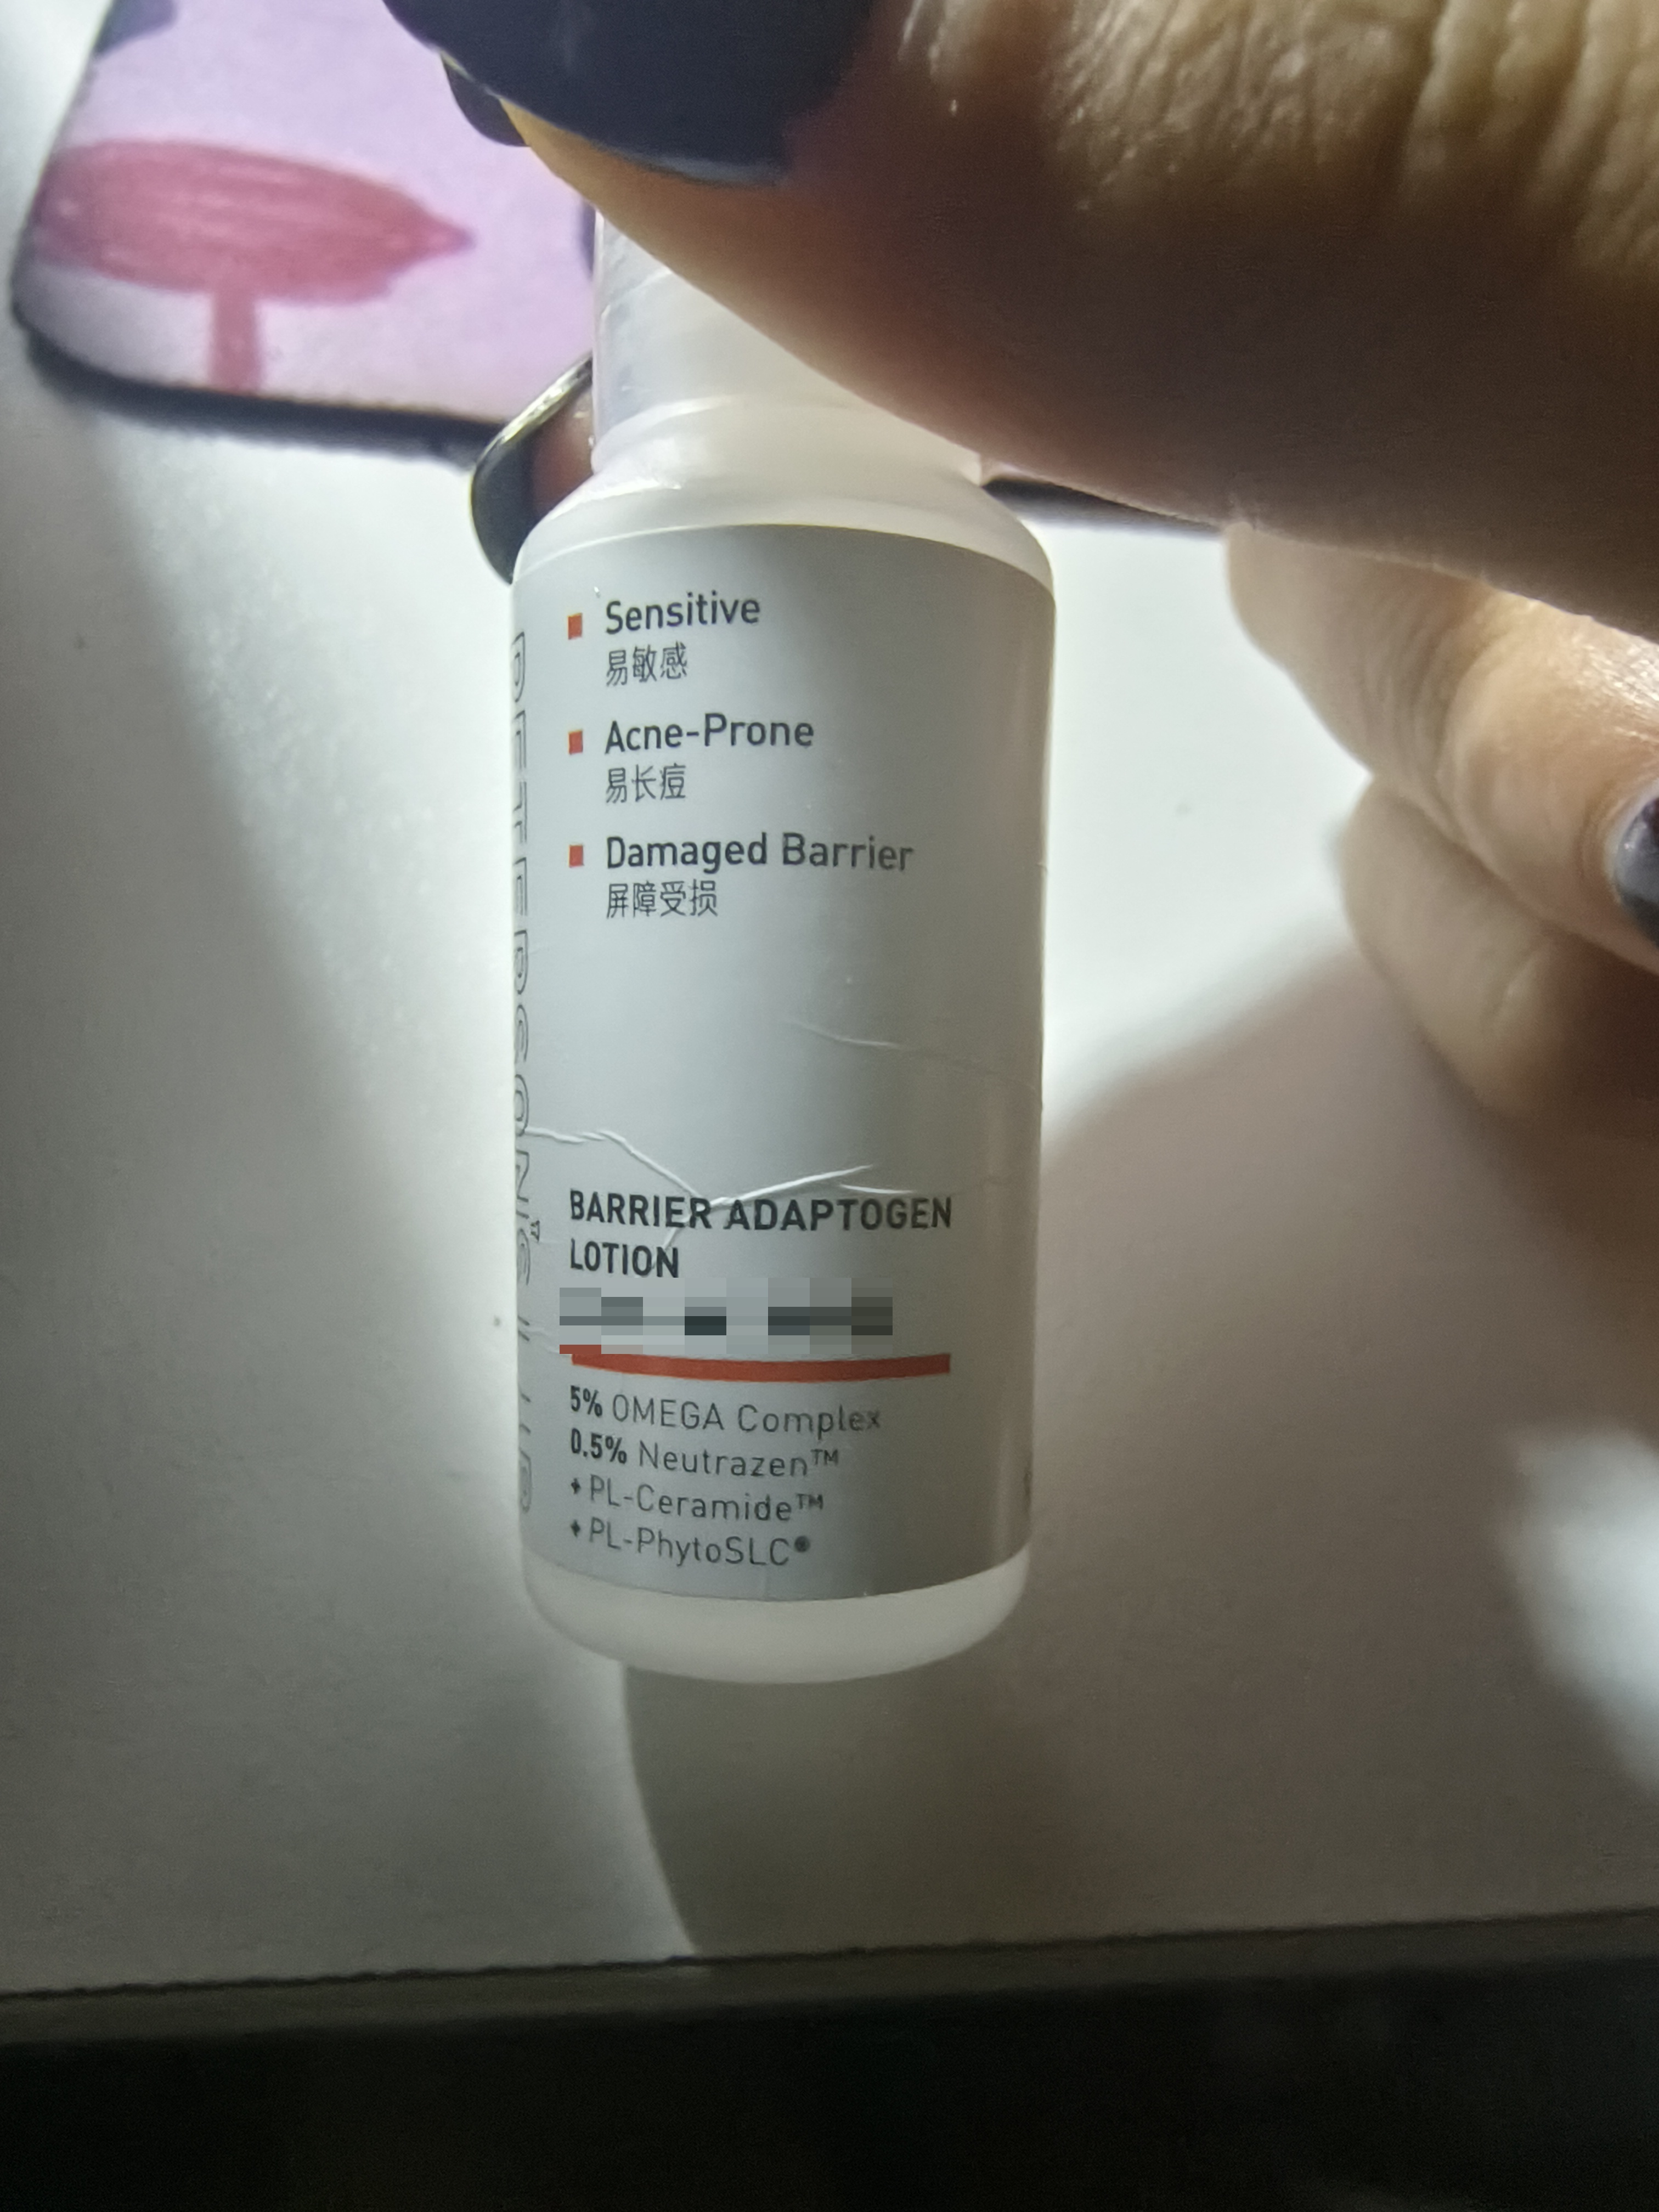 Sensitive
易敏感
Acne-Prone
易长痘
Damaged Barrier
屏障受损
BARRIER ADAPTOGEN
LOTION
5% OMEGA Complex
0.5% Neutrazen™
+ PL-Ceramide™
+ PL-PhytoSLC®